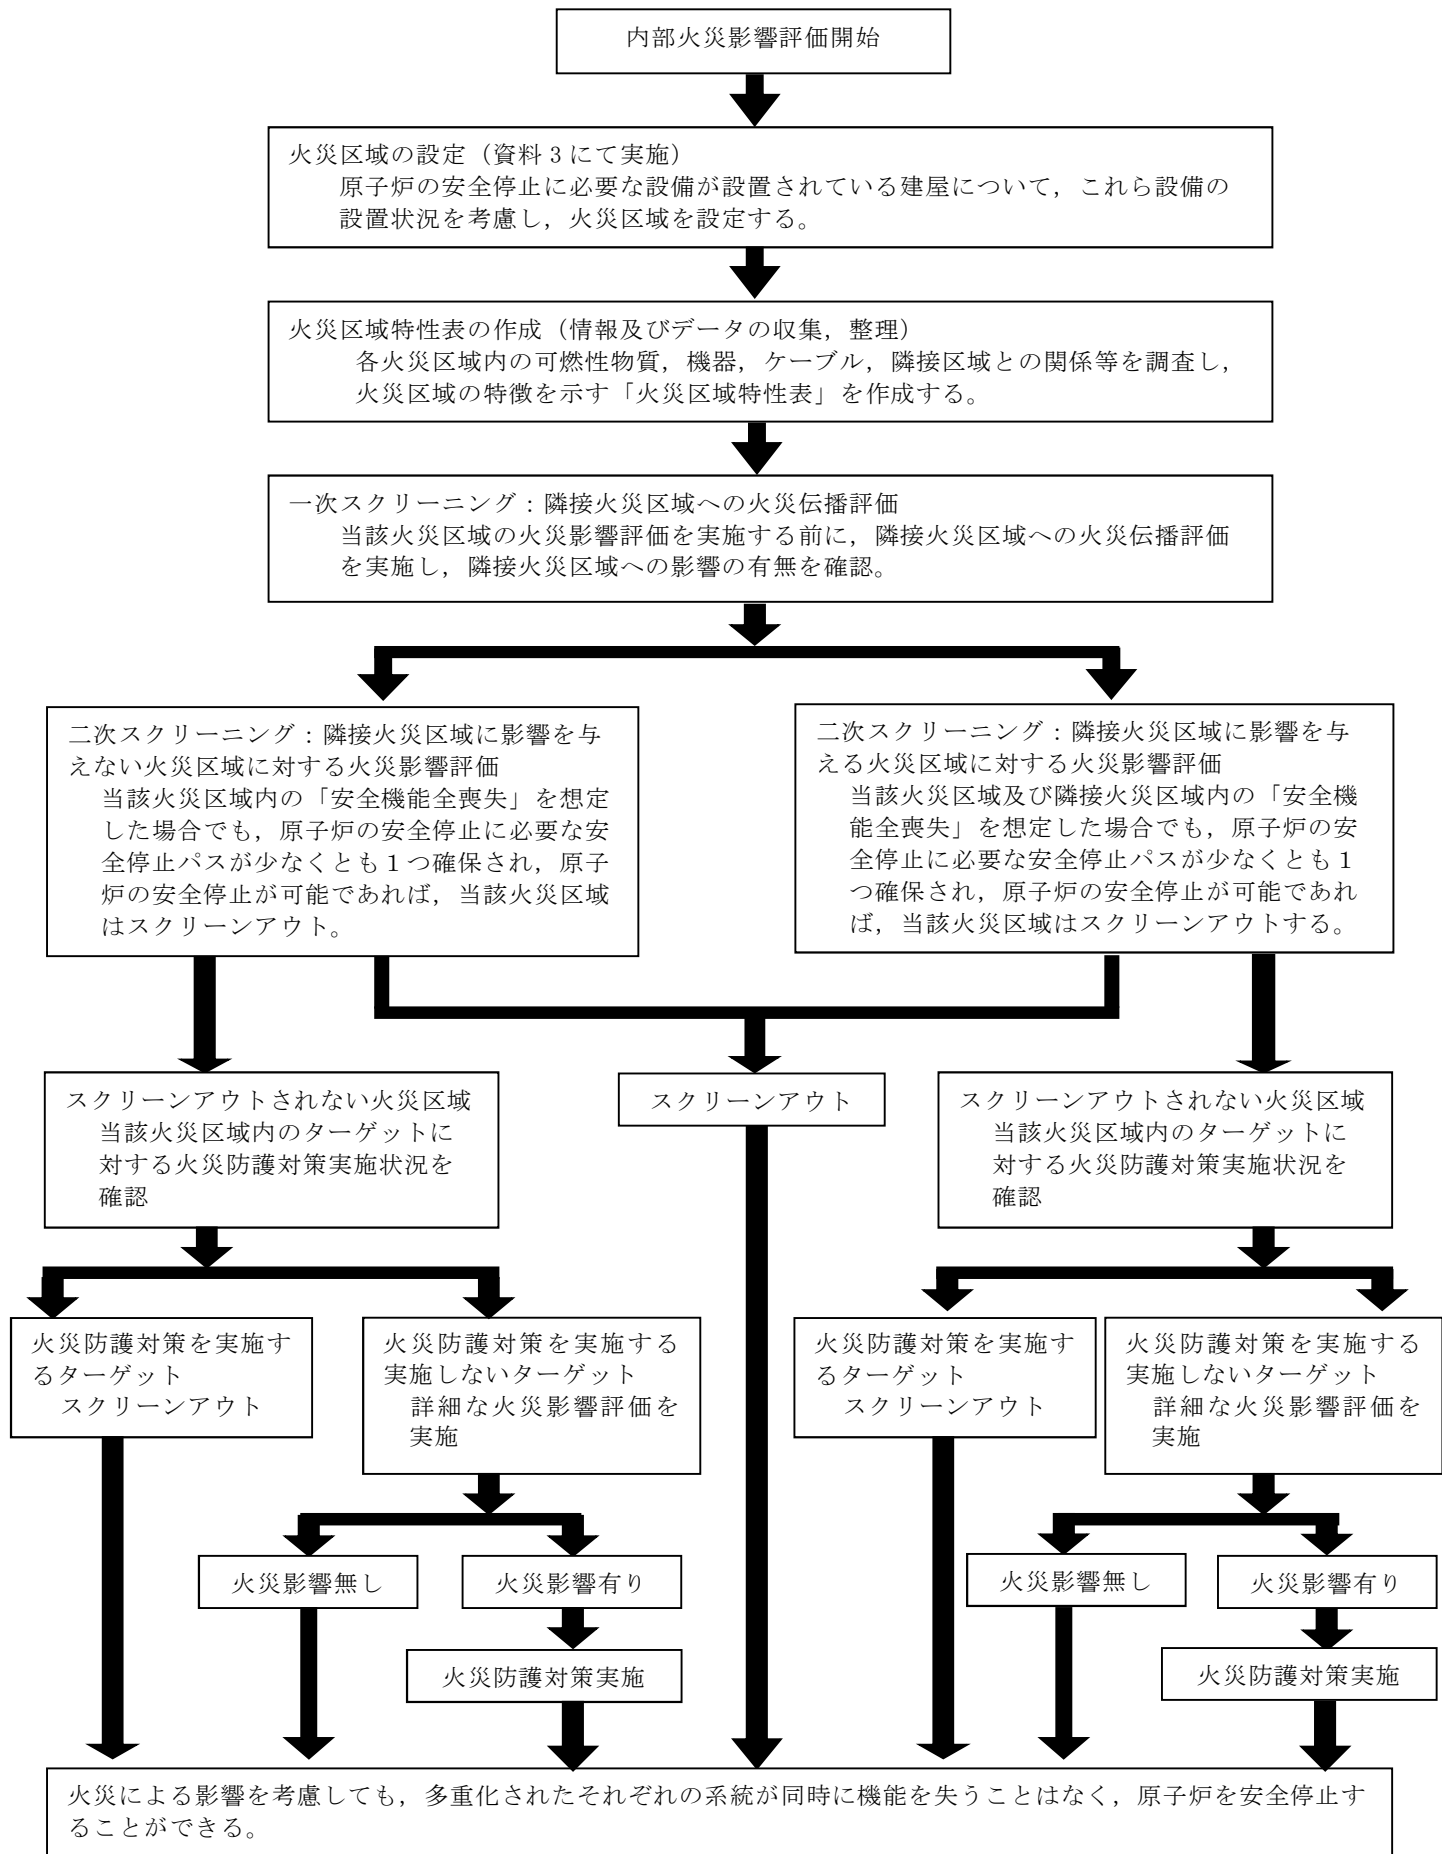 内部火災影響評価開始
火災区域の設定（資料3にて実施）
原子炉の安全停止に必要な設備が設置されている建屋について，これら設備の
設置状況を考慮し，火災区域を設定する。
火災区域特性表の作成（情報及びデータの収集，整理）
各火災区域内の可燃性物質，機器，ケーブル，隣接区域との関係等を調査し，
火災区域の特徴を示す「火災区域特性表」を作成する。
一次スクリーニング：隣接火災区域への火災伝播評価
当該火災区域の火災影響評価を実施する前に，隣接火災区域への火災伝播評価
を実施し，隣接火災区域への影響の有無を確認。
二次スクリーニング：隣接火災区域に影響を与
えない火災区域に対する火災影響評価
当該火災区域内の「安全機能全喪失」を想定
した場合でも，原子炉の安全停止に必要な安
全停止パスが少なくとも１つ確保され，原子
炉の安全停止が可能であれば，当該火災区域
はスクリーンアウト。
二次スクリーニング：隣接火災区域に影響を与
える火災区域に対する火災影響評価
当該火災区域及び隣接火災区域内の「安全機
能全喪失」を想定した場合でも，原子炉の安
全停止に必要な安全停止パスが少なくとも１
つ確保され，原子炉の安全停止が可能であれ
ば，当該火災区域はスクリーンアウトする。
スクリーンアウトされない火災区域
当該火災区域内のターゲットに
対する火災防護対策実施状況を
確認
スクリーンアウト
スクリーンアウトされない火災区域
当該火災区域内のターゲットに
対する火災防護対策実施状況を
確認
火災防護対策を実施す
るターゲット
スクリーンアウト
火災防護対策を実施する
実施しないターゲット
詳細な火災影響評価を
実施
火災防護対策を実施す
るターゲット
スクリーンアウト
火災防護対策を実施する
実施しないターゲット
詳細な火災影響評価を
実施
火災影響無し
火災影響有り
火災影響無し
火災影響有り
火災防護対策実施
火災防護対策実施
火災による影響を考慮しても，多重化されたそれぞれの系統が同時に機能を失うことはなく，原子炉を安全停止す
ることができる。